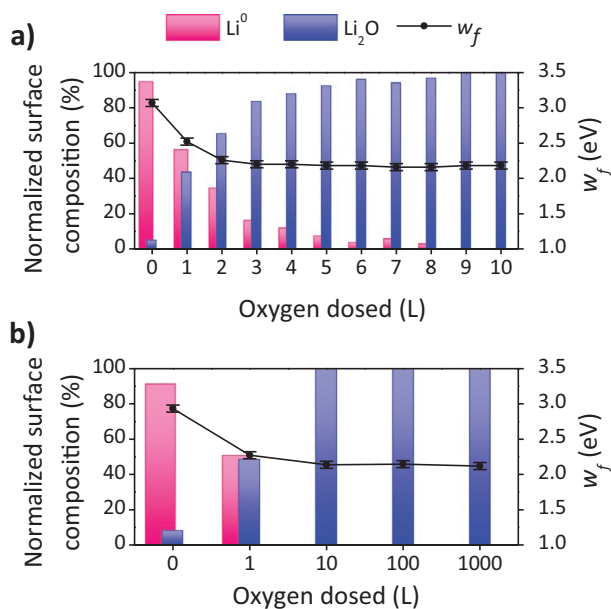 Li⁰ Li₂O w_f
a)
Normalized surface
composition (%)
100
80
60
40
20
0
3.5
3.0
2.5
2.0
1.5
1.0
w_f (eV)
0 1 2 3 4 5 6 7 8 9 10
Oxygen dosed (L)
b)
Normalized surface
composition (%)
100
80
60
40
20
0
3.5
3.0
2.5
2.0
1.5
1.0
w_f (eV)
0 1 10 100 1000
Oxygen dosed (L)